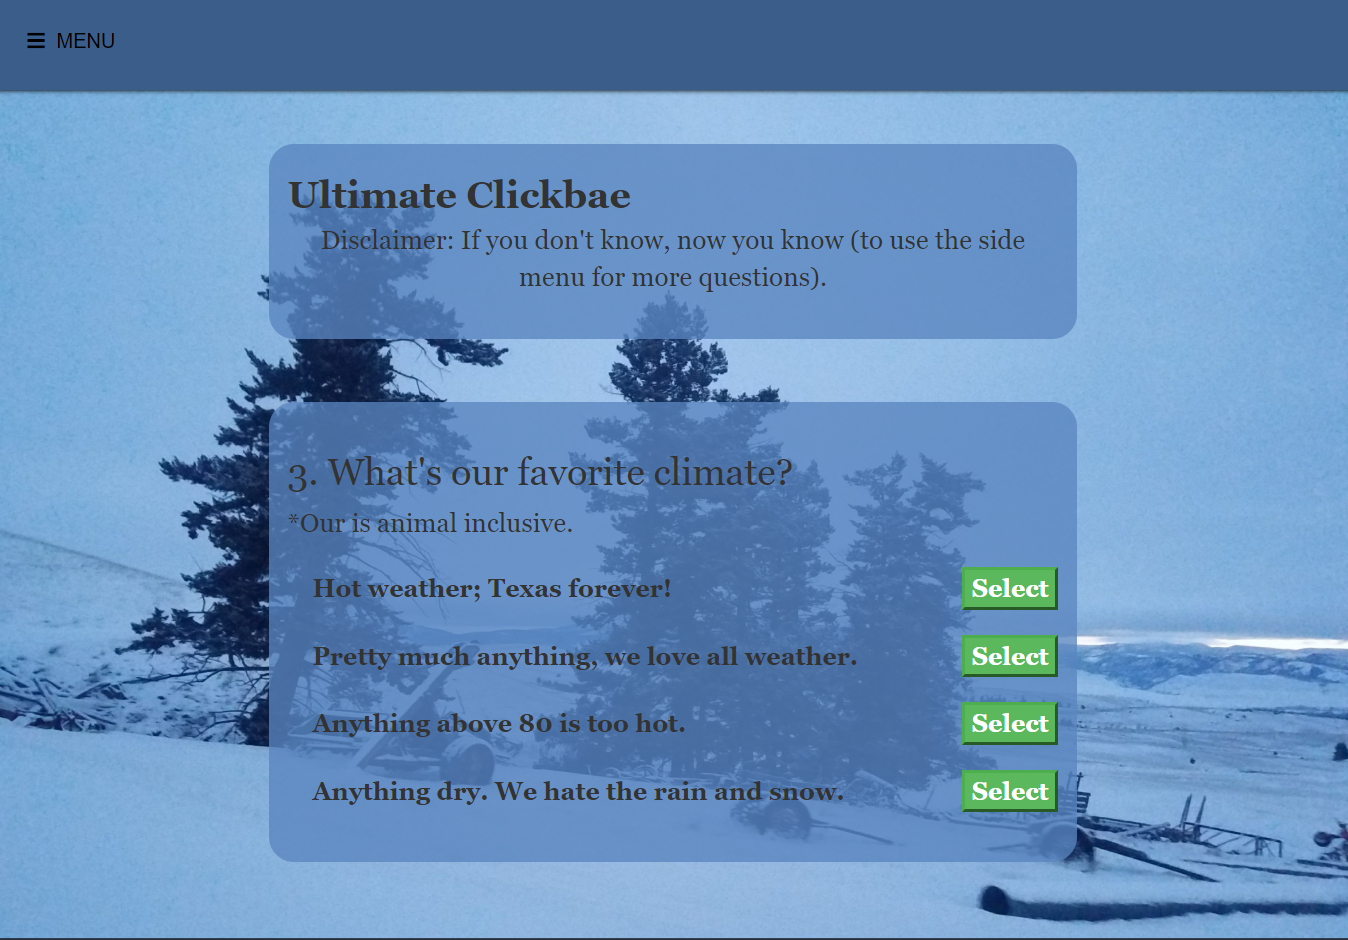 MENU
Ultimate Clickbae
Disclaimer: If you don't know, now you know (to use the side
menu for more questions).
3. What's our favorite climate?
*Our is animal inclusive.
Hot weather; Texas forever! Select
Pretty much anything, we love all weather. Select
Anything above 80 is too hot. Select
Anything dry. We hate the rain and snow. Select